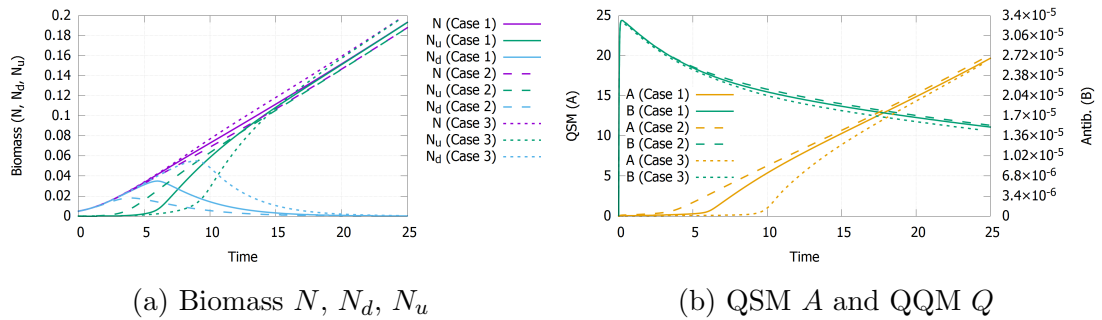 0.2
0.18
0.16
0.14
0.12
0.1
0.08
0.06
0.04
0.02
0
Biomass (N, Nd, Nu)
0 5 10 15 20 25
Time
N (Case 1)
Nu (Case 1)
Nd (Case 1)
N (Case 2)
Nu (Case 2)
Nd (Case 2)
N (Case 3)
Nu (Case 3)
Nd (Case 3)
(a) Biomass N, Nd, Nu
25
20
15
10
5
0
QSM (A)
0 5 10 15 20 25
Time
A (Case 1)
B (Case 1)
A (Case 2)
B (Case 2)
A (Case 3)
B (Case 3)
3.4×10⁻⁵
3.06×10⁻⁵
2.72×10⁻⁵
2.38×10⁻⁵
2.04×10⁻⁵
1.7×10⁻⁵
1.36×10⁻⁵
1.02×10⁻⁵
6.8×10⁻⁶
3.4×10⁻⁶
0
Antib. (B)
(b) QSM A and QQM Q